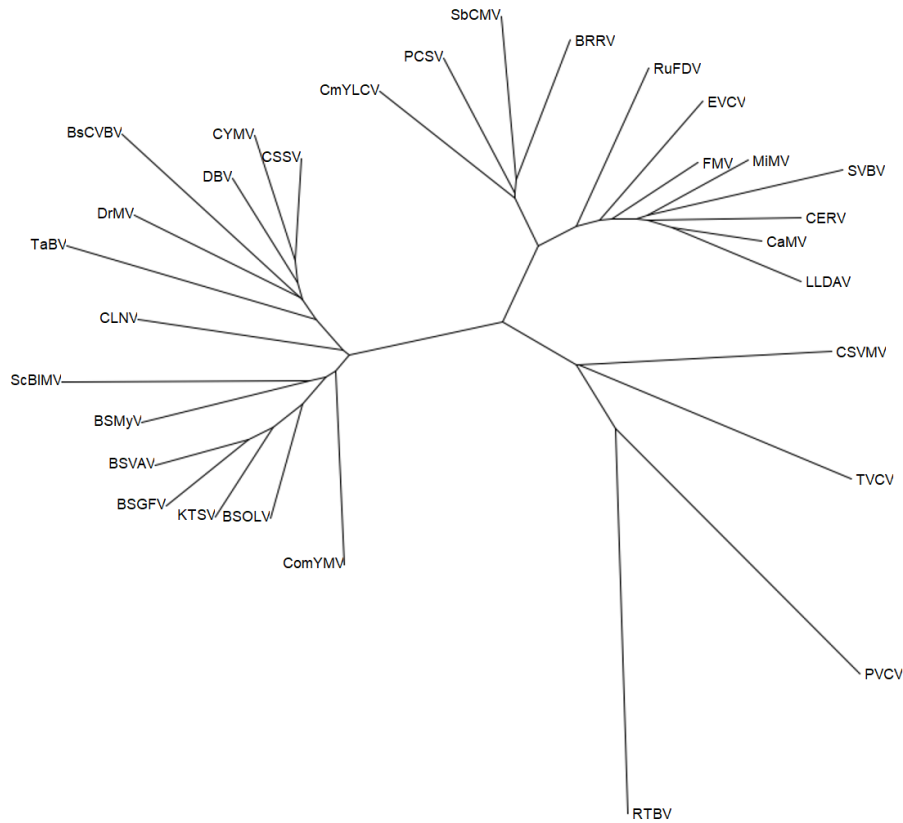 SbCMV
BRRV
PCSV
RuFDV
CmYLCV
EVCV
BsCVBV
CYMV
CSSV
FMV
MiMV
SVBV
DBV
DrMV
CERV
TaBV
CaMV
LLDAV
CLNV
CSVMV
ScBlMV
BSMyV
BSVAV
TVCV
BSGFV
KTSV
BSOLV
ComYMV
PVCV
RTBV